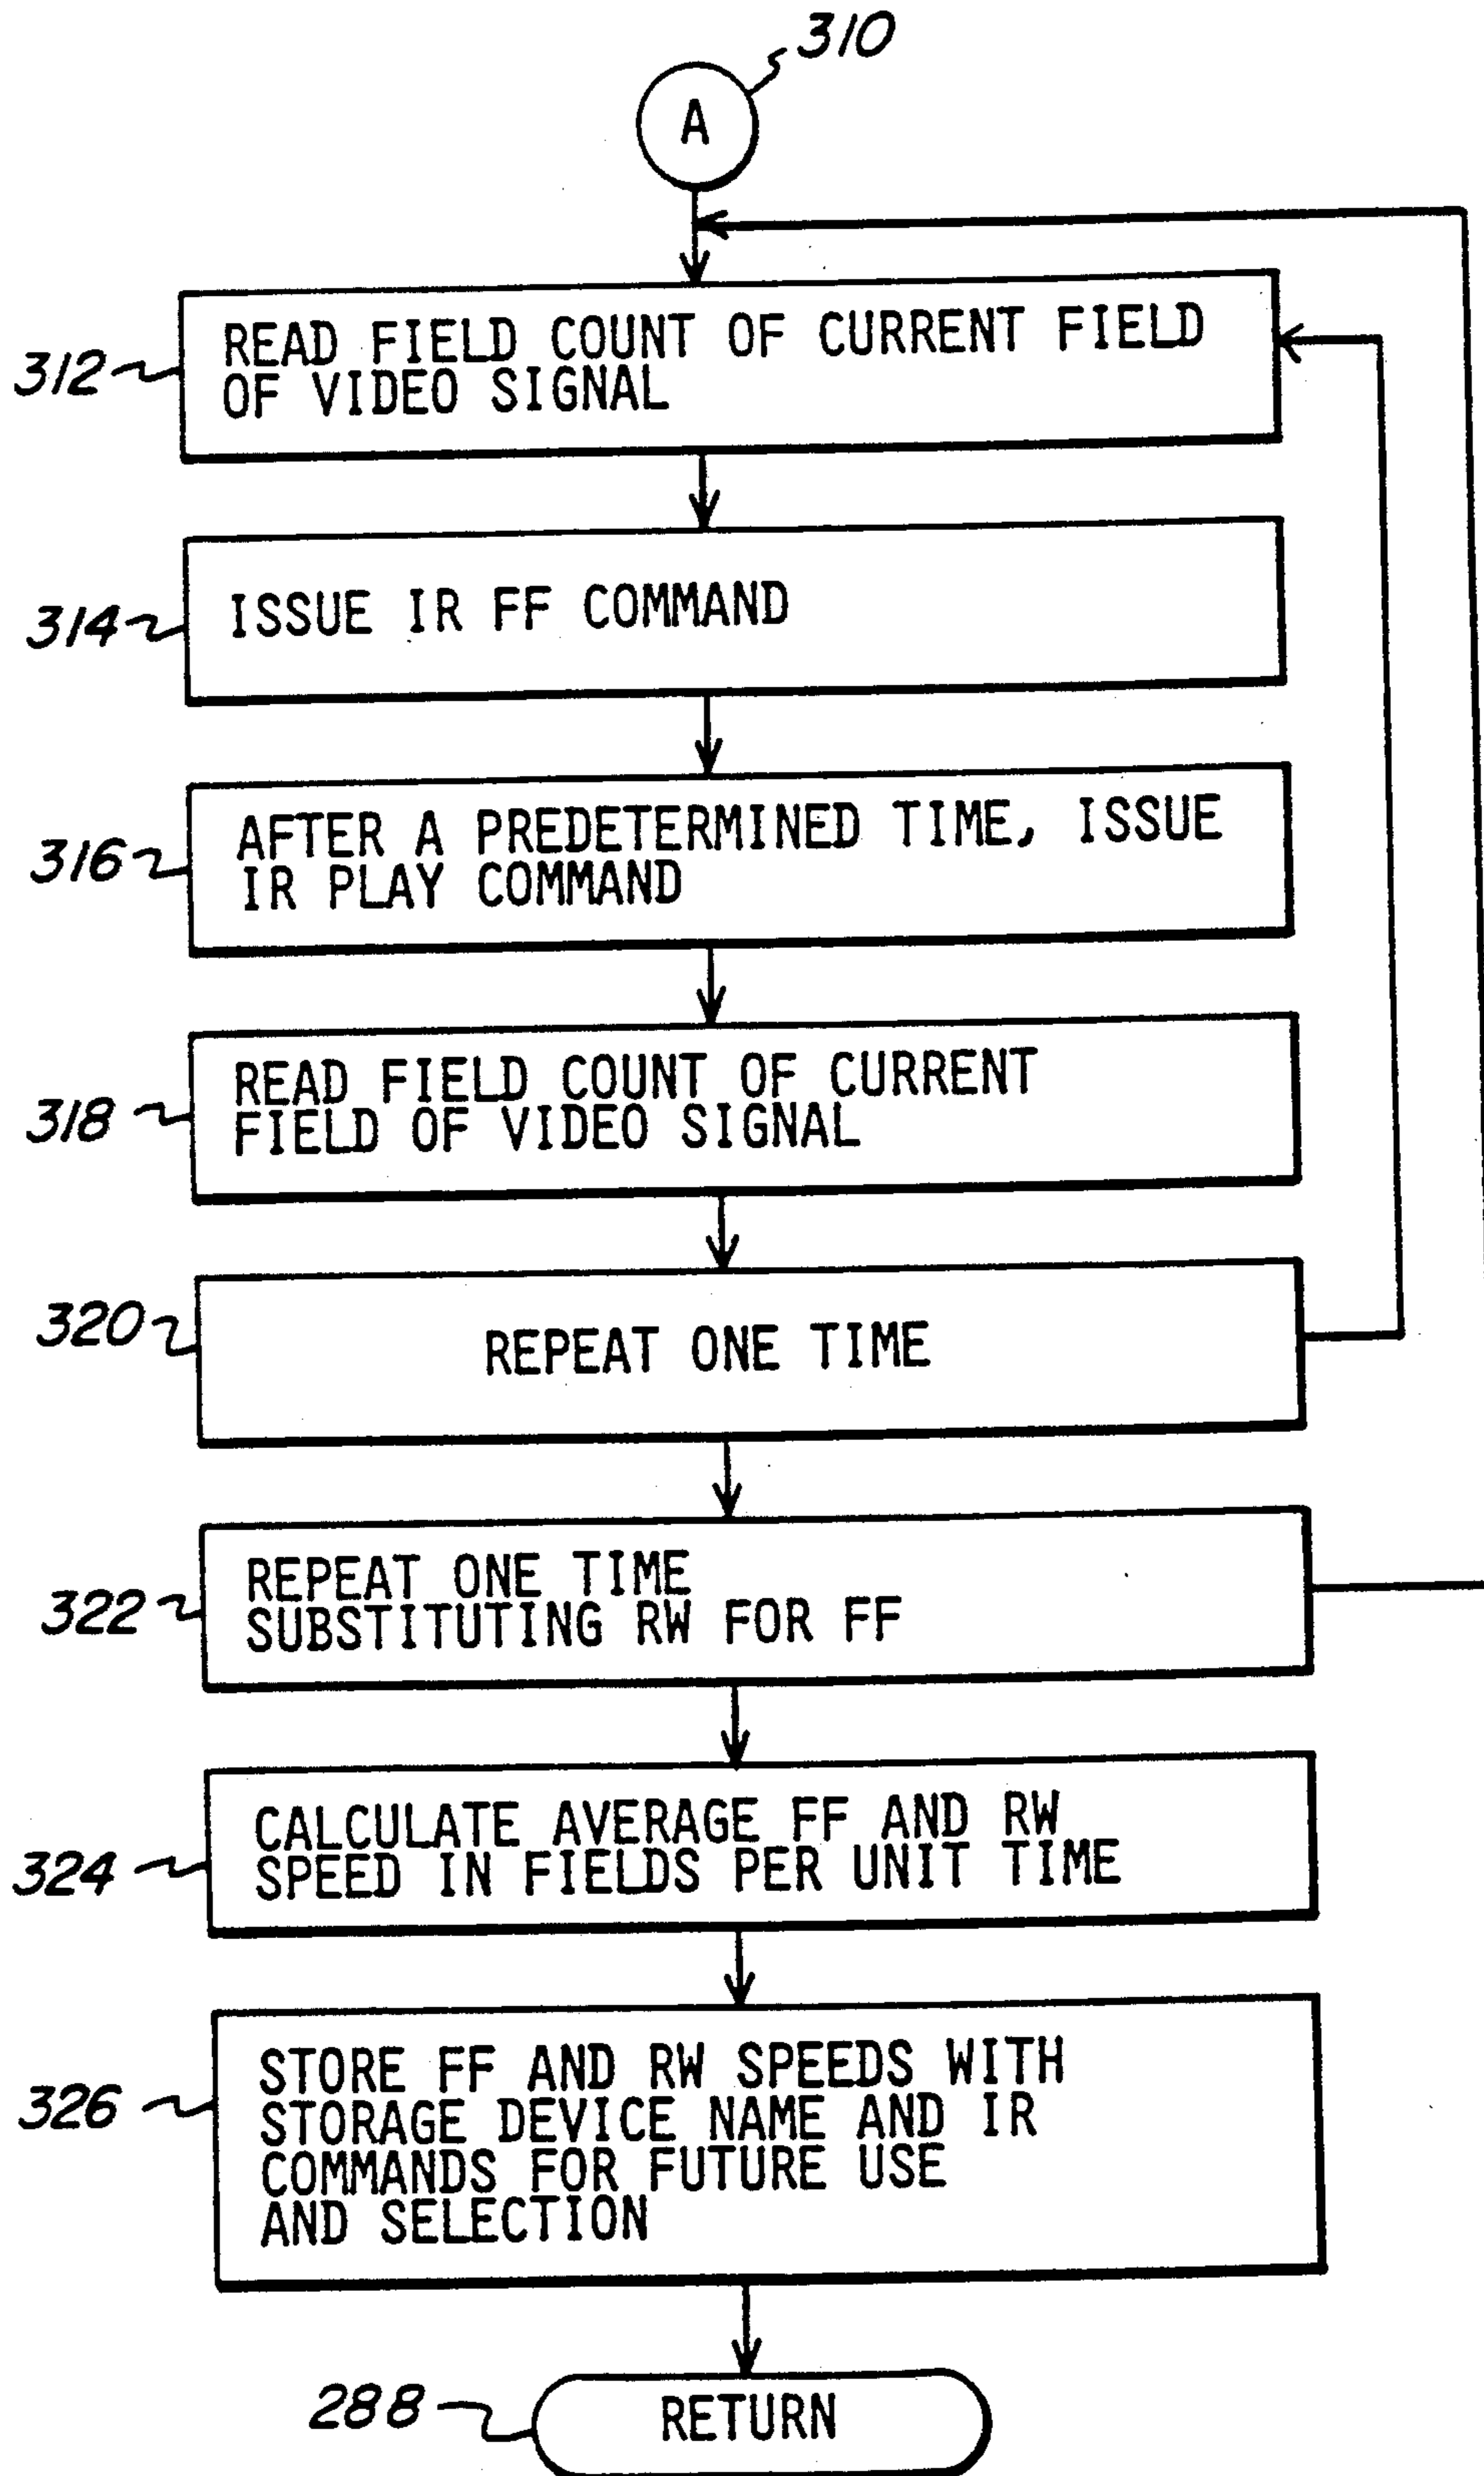 310
A
312
READ FIELD COUNT OF CURRENT FIELD
OF VIDEO SIGNAL
314
ISSUE IR FF COMMAND
316
AFTER A PREDETERMINED TIME, ISSUE
IR PLAY COMMAND
318
READ FIELD COUNT OF CURRENT
FIELD OF VIDEO SIGNAL
320
REPEAT ONE TIME
322
REPEAT ONE TIME
SUBSTITUTING RW FOR FF
324
CALCULATE AVERAGE FF AND RW
SPEED IN FIELDS PER UNIT TIME
326
STORE FF AND RW SPEEDS WITH
STORAGE DEVICE NAME AND IR
COMMANDS FOR FUTURE USE
AND SELECTION
288
RETURN